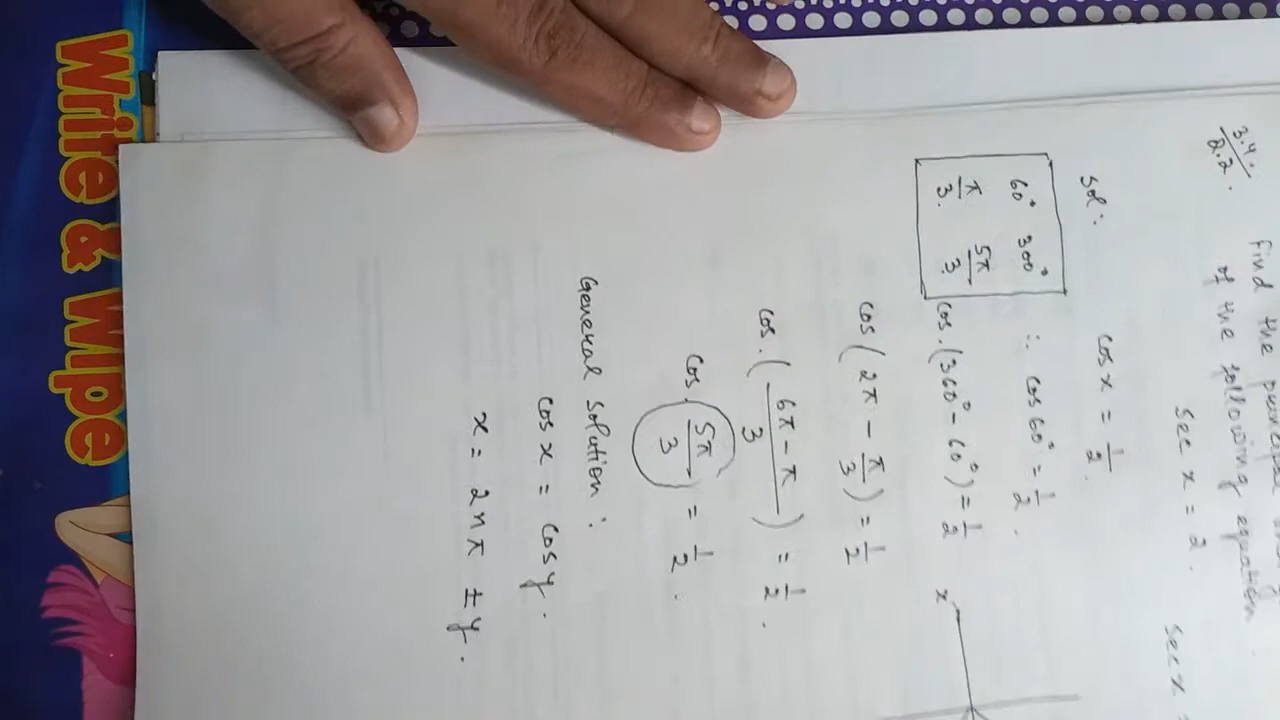 3.4.
2.2.
Find the
of the following equation.
sec x = 2.
sec x =
Sol:
cos x = 1/2.
60° 300°
π/3. 5π/3.
∴ cos 60° = 1/2.
cos.(360° - 60°) = 1/2
x
cos(2π - π/3) = 1/2
cos.(6π - π/3) = 1/2.
cos. 5π/3 = 1/2.
General Solution:
cos x = cos y.
x = 2nπ ± y.
Write & Wipe